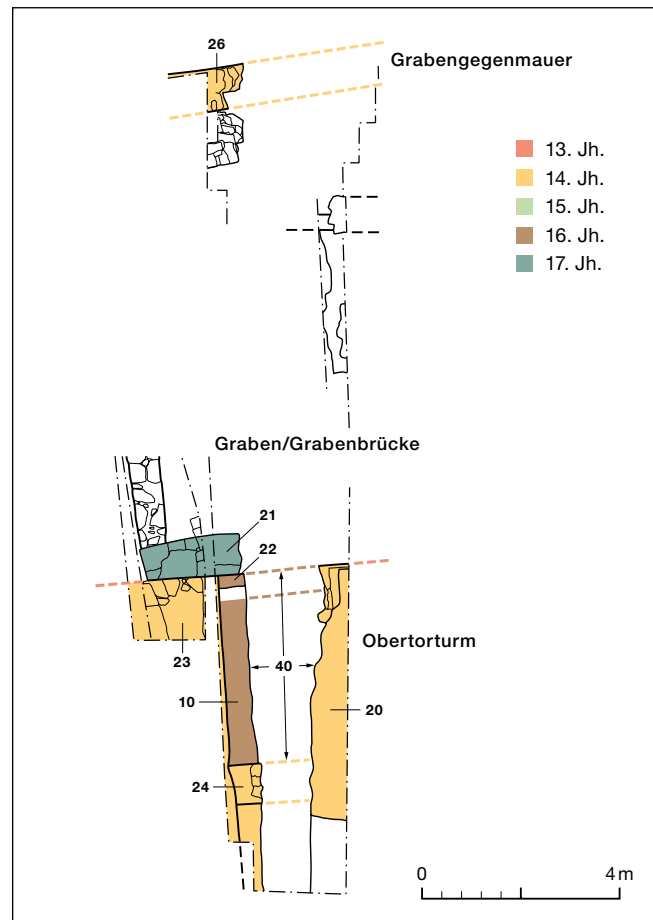 26
Grabengegenmauer
13. Jh.
14. Jh.
15. Jh.
16. Jh.
17. Jh.
Graben/Grabenbrücke
21
22
Obertorturm
23
40
10
20
24
0 4 m